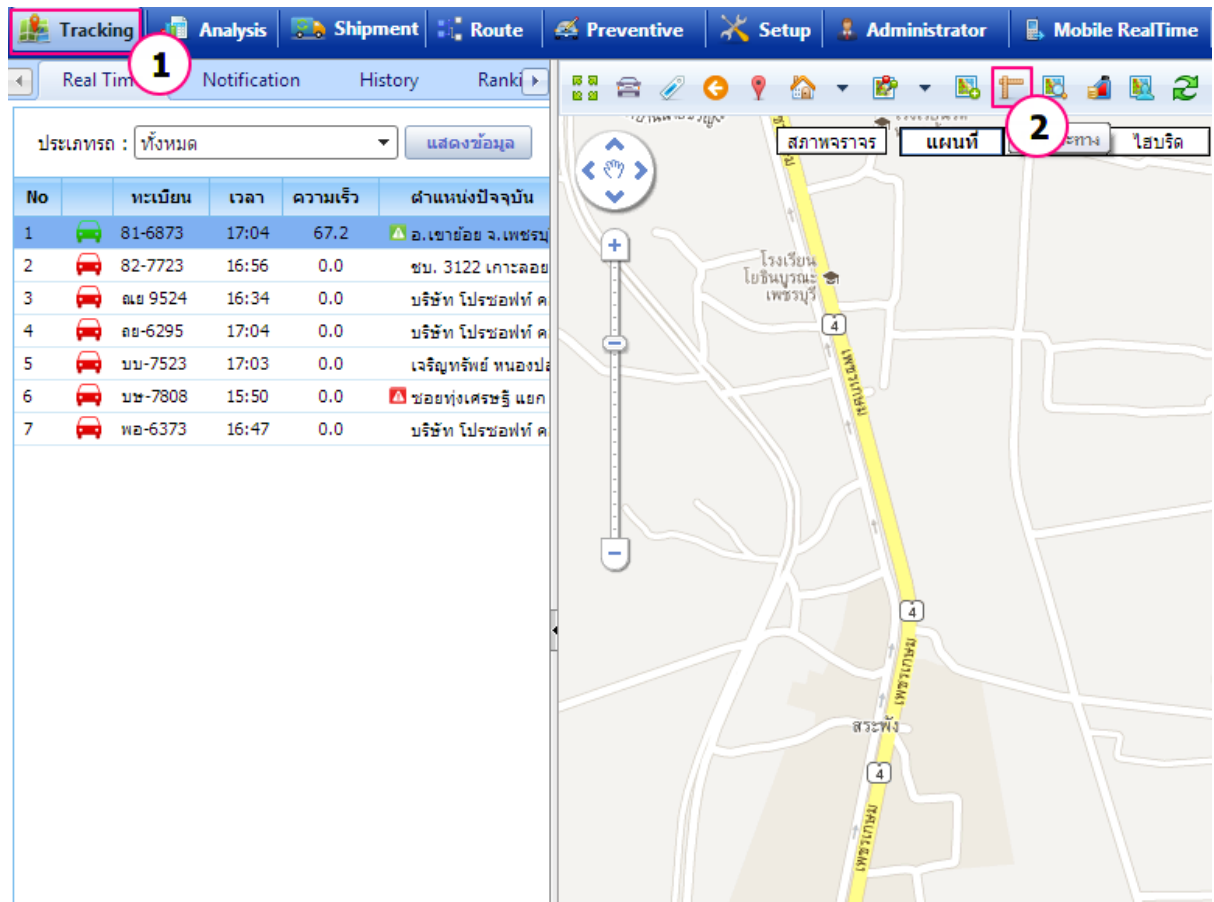 Tracking Analysis Shipment Route Preventive Setup Administrator Mobile RealTime
1
Real Tim Notification History Ranki
2
ประเภทรถ : ทั้งหมด แสดงข้อมูล
สภาพจราจร แผนที่ ะทาง ไฮบริด
No ทะเบียน เวลา ความเร็ว ตำแหน่งปัจจุบัน
1 81-6873 17:04 67.2 อ.เขาย้อย จ.เพชรบุ
2 82-7723 16:56 0.0 ชบ. 3122 เกาะลอย
3 ณย 9524 16:34 0.0 บริษัท โปรซอฟท์ ค
4 ฌย-6295 17:04 0.0 บริษัท โปรซอฟท์ ค
5 บบ-7523 17:03 0.0 เจริญทรัพย์ หนองปล
6 บษ-7808 15:50 0.0 ซอยทุ่งเศรษฐี แยก
7 พอ-6373 16:47 0.0 บริษัท โปรซอฟท์ ค
โรงเรียน
โยธินบูรณะ
เพชรบุรี
4
เพชรเกษม
4
เพชรเกษม
สระพัง
4
เพชรเกษม